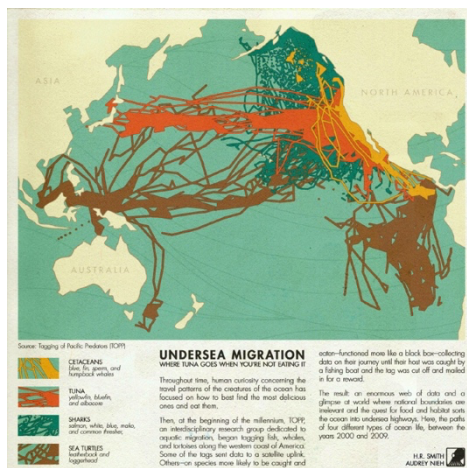 ASIA
NORTH AMERICA
AUSTRALIA
Source: Tagging of Pacific Predators (TOPP)
CETACEANS
blue, fin, sperm, and
humpback whales
TUNA
yellowfin, bluefin,
and albacore
SHARKS
salmon, white, blue, mako,
and common thresher
SEA TURTLES
leatherback and
loggerhead
UNDERSEA MIGRATION
WHERE TUNA GOES WHEN YOU'RE NOT EATING IT
Throughout time, human curiosity concerning the
travel patterns of the creatures of the ocean has
focused on how to best find the most delicious
ones and eat them.
Then, at the beginning of the millennium, TOPP,
an interdisciplinary research group dedicated to
aquatic migration, began tagging fish, whales,
and tortoises along the western coast of America.
Some of the tags sent data to a satellite uplink.
Others—on species more likely to be caught and
eaten—functioned more like a black box—collecting
data on their journey until their host was caught by
a fishing boat and the tag was cut off and mailed
in for a reward.
The result: an enormous web of data and a
glimpse at world where national boundaries are
irrelevant and the quest for food and habitat sorts
the ocean into undersea highways. Here, the paths
of four different types of ocean life, between the
years 2000 and 2009.
H.R. SMITH
AUDREY NIEH